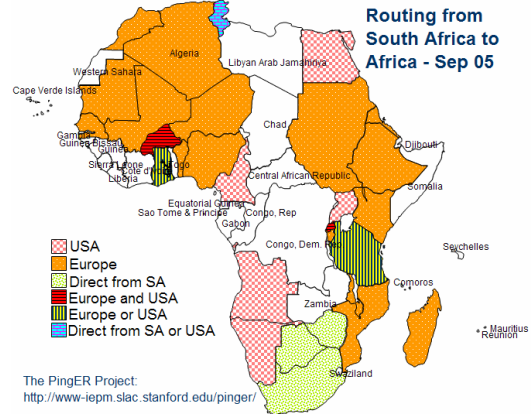 Routing from
South Africa to
Africa - Sep 05
Algeria
Western Sahara
Libyan Arab Jamahiriya
Cape Verde Islands
Chad
Gambia
Guinea Bissau
Guinea
Djibouti
Sierra Leone
Togo
Cote d'Ivoire
Liberia
Central African Republic
Somalia
Equatorial Guinea
Sao Tome & Principe
Congo, Rep
Gabon
Congo, Dem. Rep
Seychelles
Comoros
Zambia
Mauritius
Reunion
Swaziland
USA
Europe
Direct from SA
Europe and USA
Europe or USA
Direct from SA or USA
The PingER Project:
http://www-iepm.slac.stanford.edu/pinger/